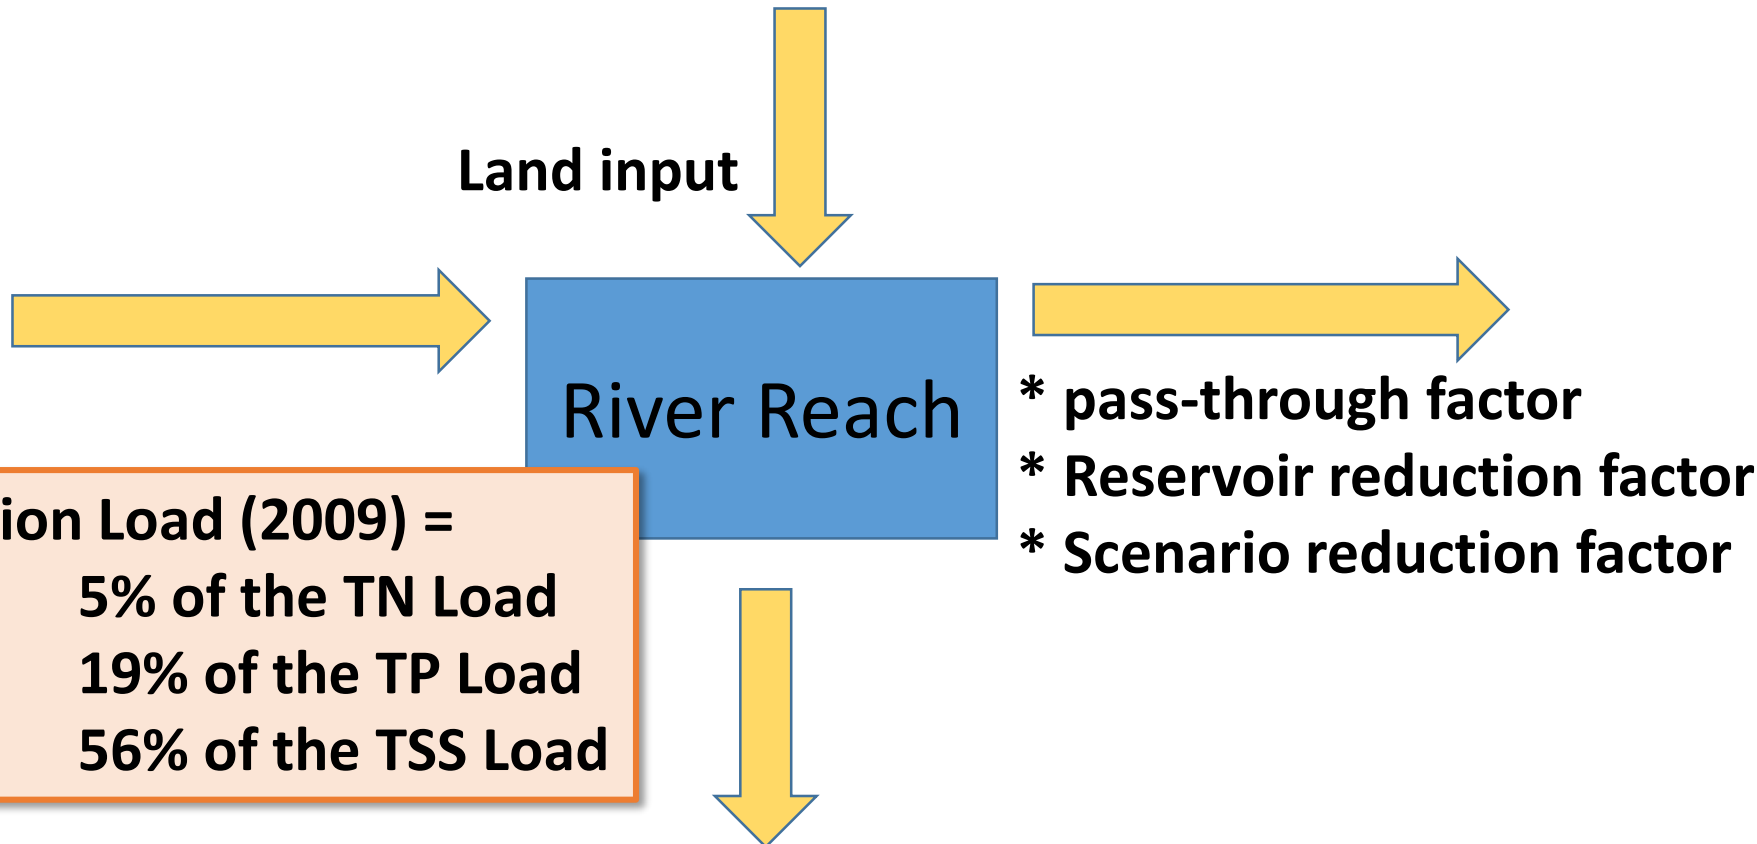 Land input
River Reach
* pass-through factor
* Reservoir reduction factor
* Scenario reduction factor
ion Load (2009) =
5% of the TN Load
19% of the TP Load
56% of the TSS Load